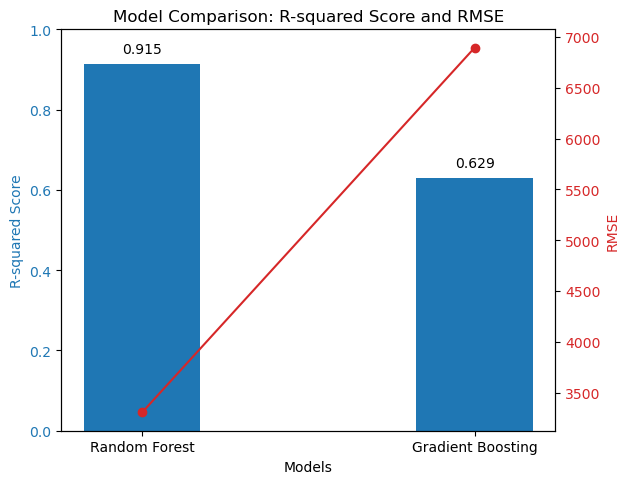 Model Comparison: R-squared Score and RMSE
1.0
0.8
0.6
0.4
0.2
0.0
R-squared Score
0.915
0.629
7000
6500
6000
5500
5000
4500
4000
3500
RMSE
Random Forest
Gradient Boosting
Models